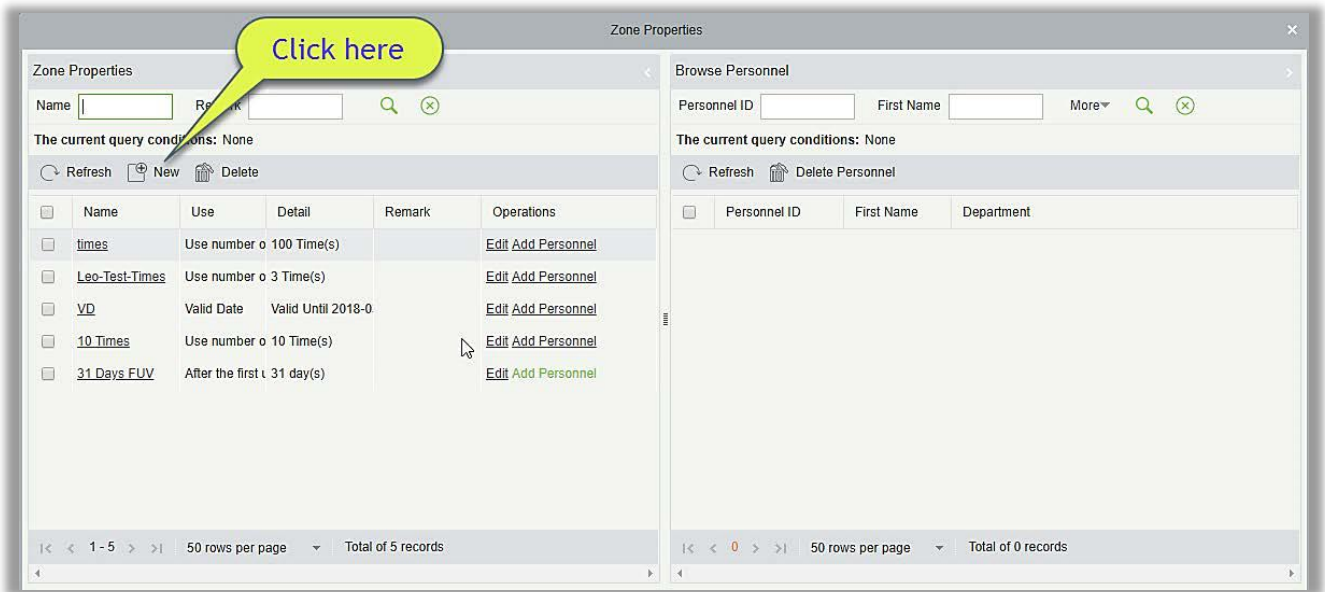 Zone Properties
Click here
Zone Properties
Browse Personnel
Name Remark
Personnel ID First Name More
The current query conditions: None
The current query conditions: None
Refresh New Delete
Refresh Delete Personnel
Name Use Detail Remark Operations
Personnel ID First Name Department
times Use number o 100 Time(s) Edit Add Personnel
Leo-Test-Times Use number o 3 Time(s) Edit Add Personnel
VD Valid Date Valid Until 2018-0 Edit Add Personnel
10 Times Use number o 10 Time(s) Edit Add Personnel
31 Days FUV After the first u 31 day(s) Edit Add Personnel
1 - 5 50 rows per page Total of 5 records
0 50 rows per page Total of 0 records